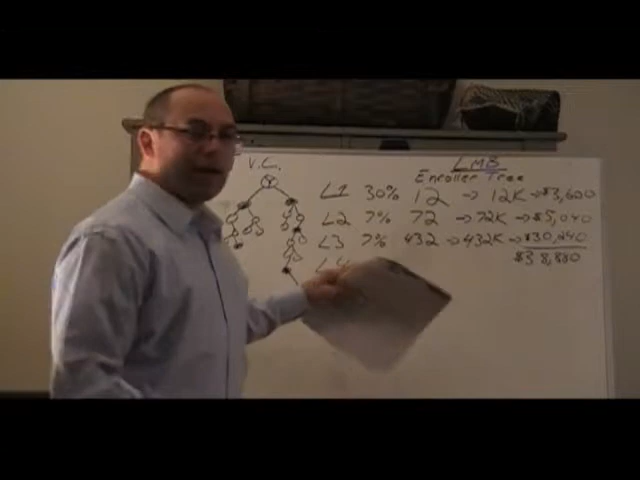 V.C.
LMB
Enroller Tree
L1 30% 12 → 12K → $3,600
L2 7% 72 → 72K → $5,040
L3 7% 432 → 432K → $30,240
$38,880
L4